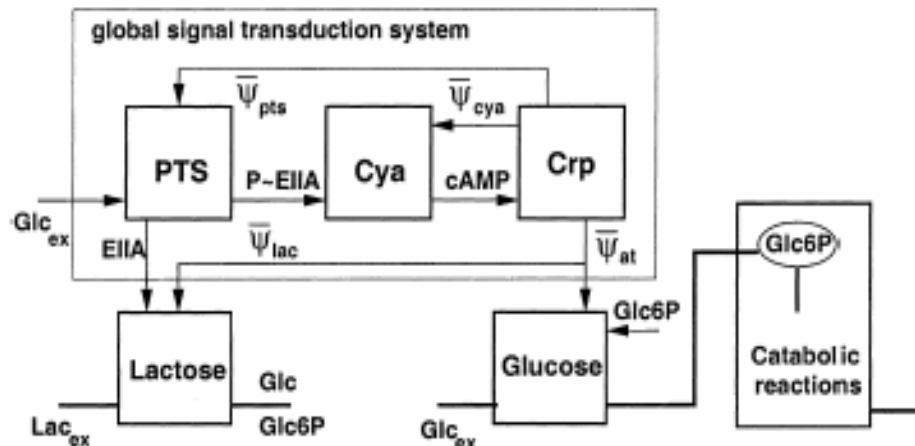 global signal transduction system
ψ̅pts
ψ̅cya
PTS
Cya
Crp
P~EIIA
cAMP
Glcex
EIIA
ψ̅lac
ψ̅at
Glc6P
Glc6P
Lactose
Glc
Glucose
Catabolic
reactions
Lacex
Glc6P
Glcex